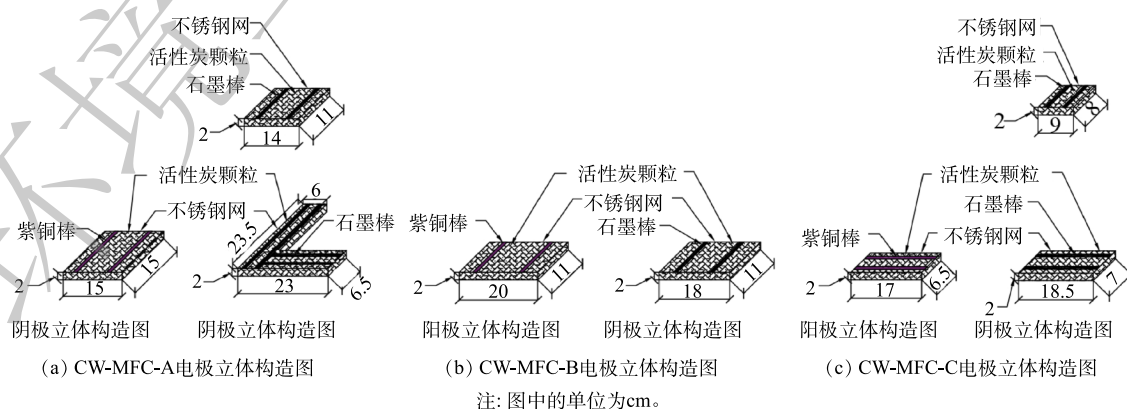 不锈钢网
活性炭颗粒
石墨棒
2
14
11
活性炭颗粒
6
不锈钢网
石墨棒
紫铜棒
23.5
15
2
15
2
23
6.5
阴极立体构造图
阴极立体构造图
(a) CW-MFC-A电极立体构造图
活性炭颗粒
不锈钢网
紫铜棒
石墨棒
2
20
11
18
11
阳极立体构造图
阴极立体构造图
(b) CW-MFC-B电极立体构造图
不锈钢网
活性炭颗粒
石墨棒
2
9
8
活性炭颗粒
石墨棒
紫铜棒
不锈钢网
2
17
6.5
2
18.5
7
阳极立体构造图
阴极立体构造图
(c) CW-MFC-C电极立体构造图
注: 图中的单位为cm。
环境